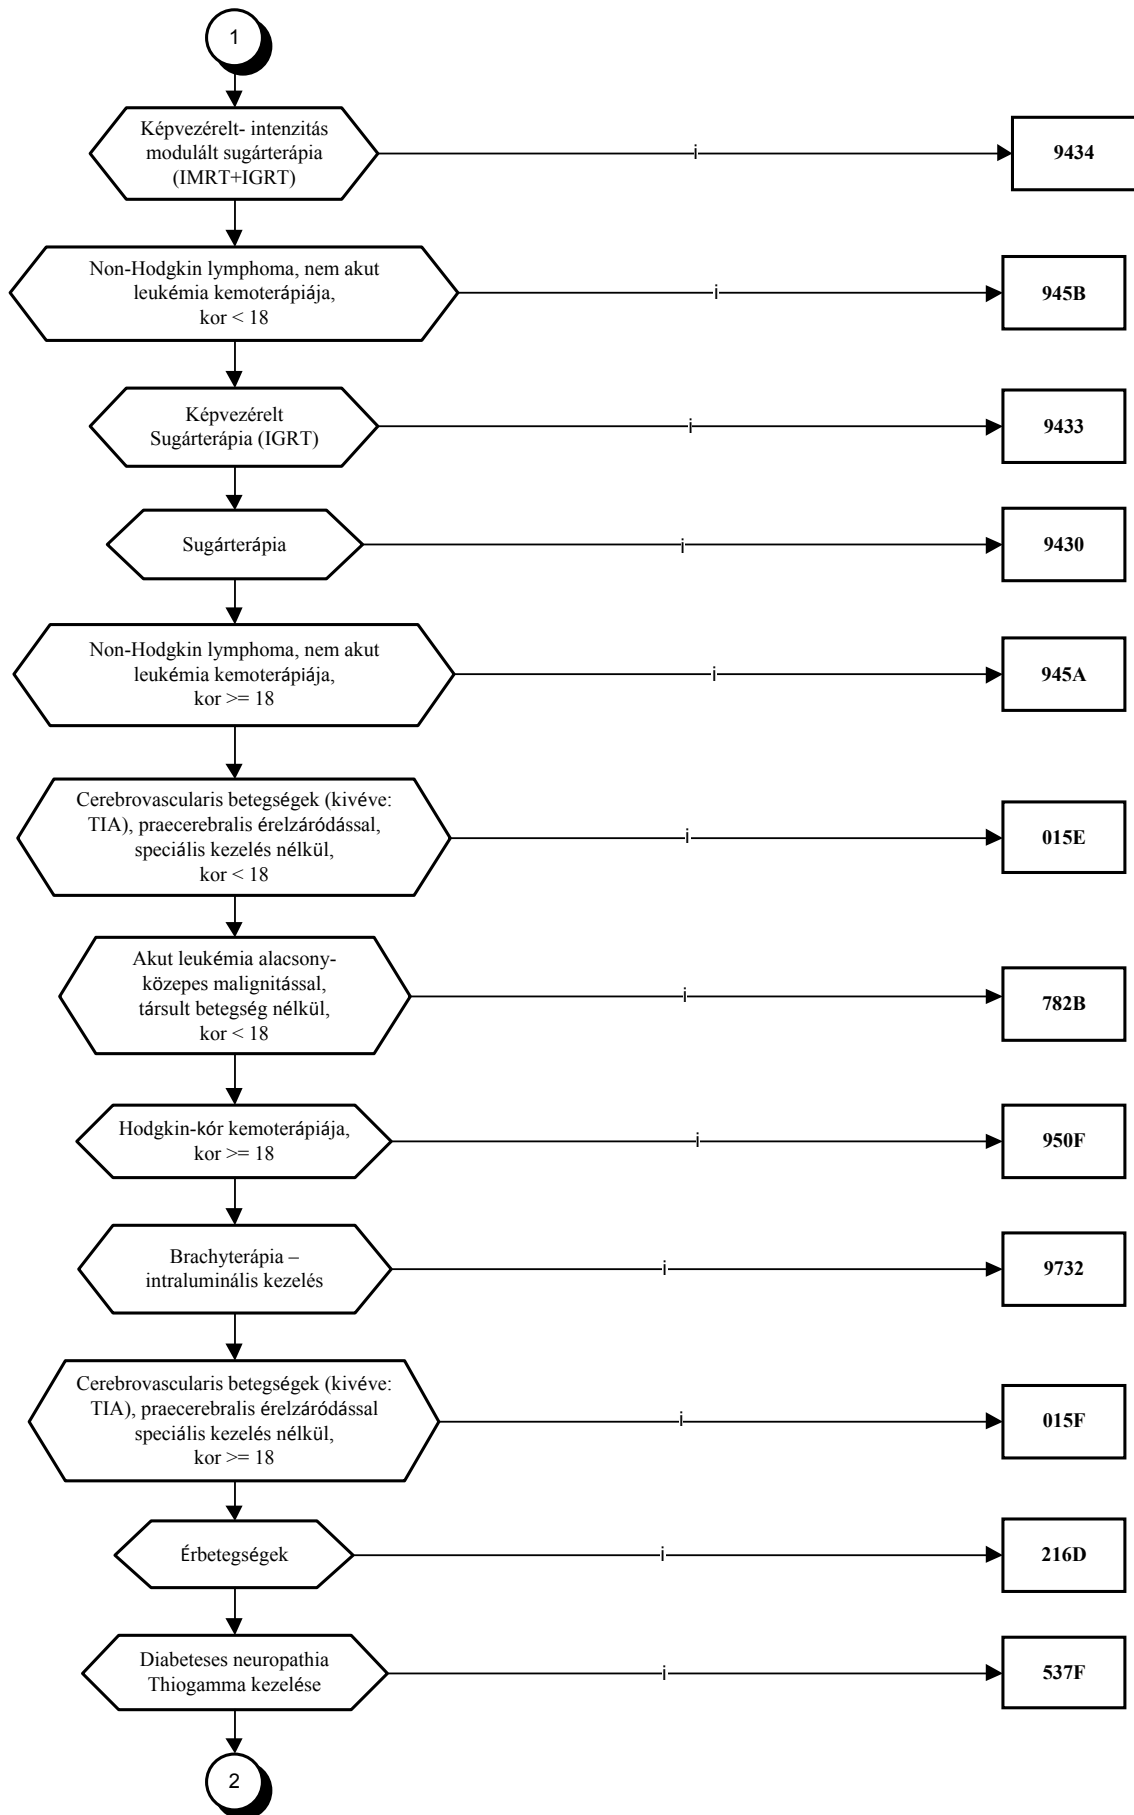 1
Képvezérelt- intenzitás
modulált sugárterápia
(IMRT+IGRT)
i
9434
Non-Hodgkin lymphoma, nem akut
leukémia kemoterápiája,
kor < 18
i
945B
Képvezérelt
Sugárterápia (IGRT)
i
9433
Sugárterápia
i
9430
Non-Hodgkin lymphoma, nem akut
leukémia kemoterápiája,
kor >= 18
i
945A
Cerebrovascularis betegségek (kivéve:
TIA), praecerebralis érelzáródással,
speciális kezelés nélkül,
kor < 18
i
015E
Akut leukémia alacsony-
közepes malignitással,
társult betegség nélkül,
kor < 18
i
782B
Hodgkin-kór kemoterápiája,
kor >= 18
i
950F
Brachyterápia –
intraluminális kezelés
i
9732
Cerebrovascularis betegségek (kivéve:
TIA), praecerebralis érelzáródással
speciális kezelés nélkül,
kor >= 18
i
015F
Érbetegségek
i
216D
Diabeteses neuropathia
Thiogamma kezelése
i
537F
2